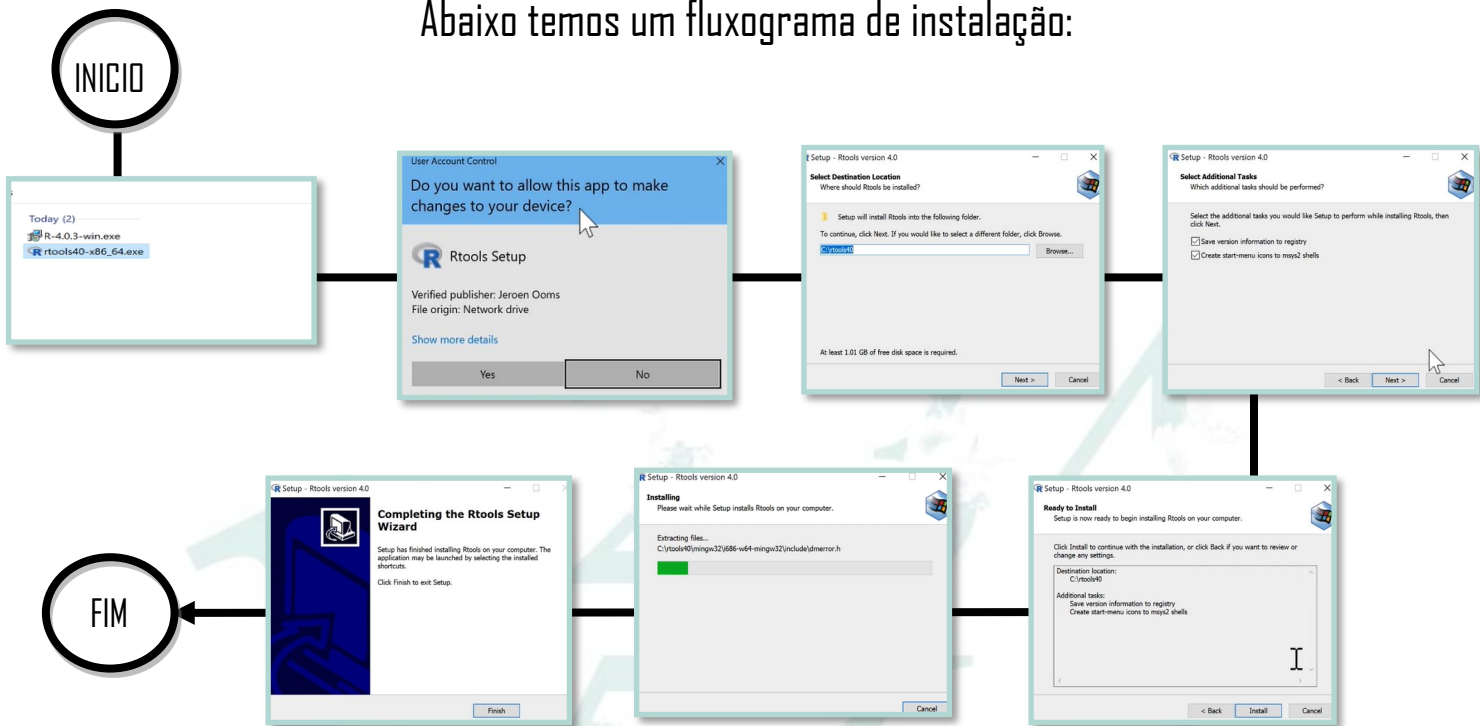 Abaixo temos um fluxograma de instalação:
INICIO
Today (2)
R-4.0.3-win.exe
rtools40-x86_64.exe
User Account Control
Do you want to allow this app to make
changes to your device?
Rtools Setup
Verified publisher: Jeroen Ooms
File origin: Network drive
Show more details
Yes
No
Setup - Rtools version 4.0
Select Destination Location
Where should Rtools be installed?
Setup will install Rtools into the following folder.
To continue, click Next. If you would like to select a different folder, click Browse.
C:\rtools40
Browse...
At least 1.01 GB of free disk space is required.
Next >
Cancel
Setup - Rtools version 4.0
Select Additional Tasks
Which additional tasks should be performed?
Select the additional tasks you would like Setup to perform while installing Rtools, then
click Next.
Save version information to registry
Create start-menu icons to msys2 shells
< Back
Next >
Cancel
Setup - Rtools version 4.0
Ready to Install
Setup is now ready to begin installing Rtools on your computer.
Click Install to continue with the installation, or click Back if you want to review or
change any settings.
Destination location:
C:\rtools40
Additional tasks:
Save version information to registry
Create start-menu icons to msys2 shells
< Back
Install
Cancel
Setup - Rtools version 4.0
Installing
Please wait while Setup installs Rtools on your computer.
Extracting files...
C:\rtools40\mingw32\i686-w64-mingw32\include\dmerror.h
Cancel
Setup - Rtools version 4.0
Completing the Rtools Setup
Wizard
Setup has finished installing Rtools on your computer. The
application may be launched by selecting the installed
shortcuts.
Click Finish to exit Setup.
Finish
FIM